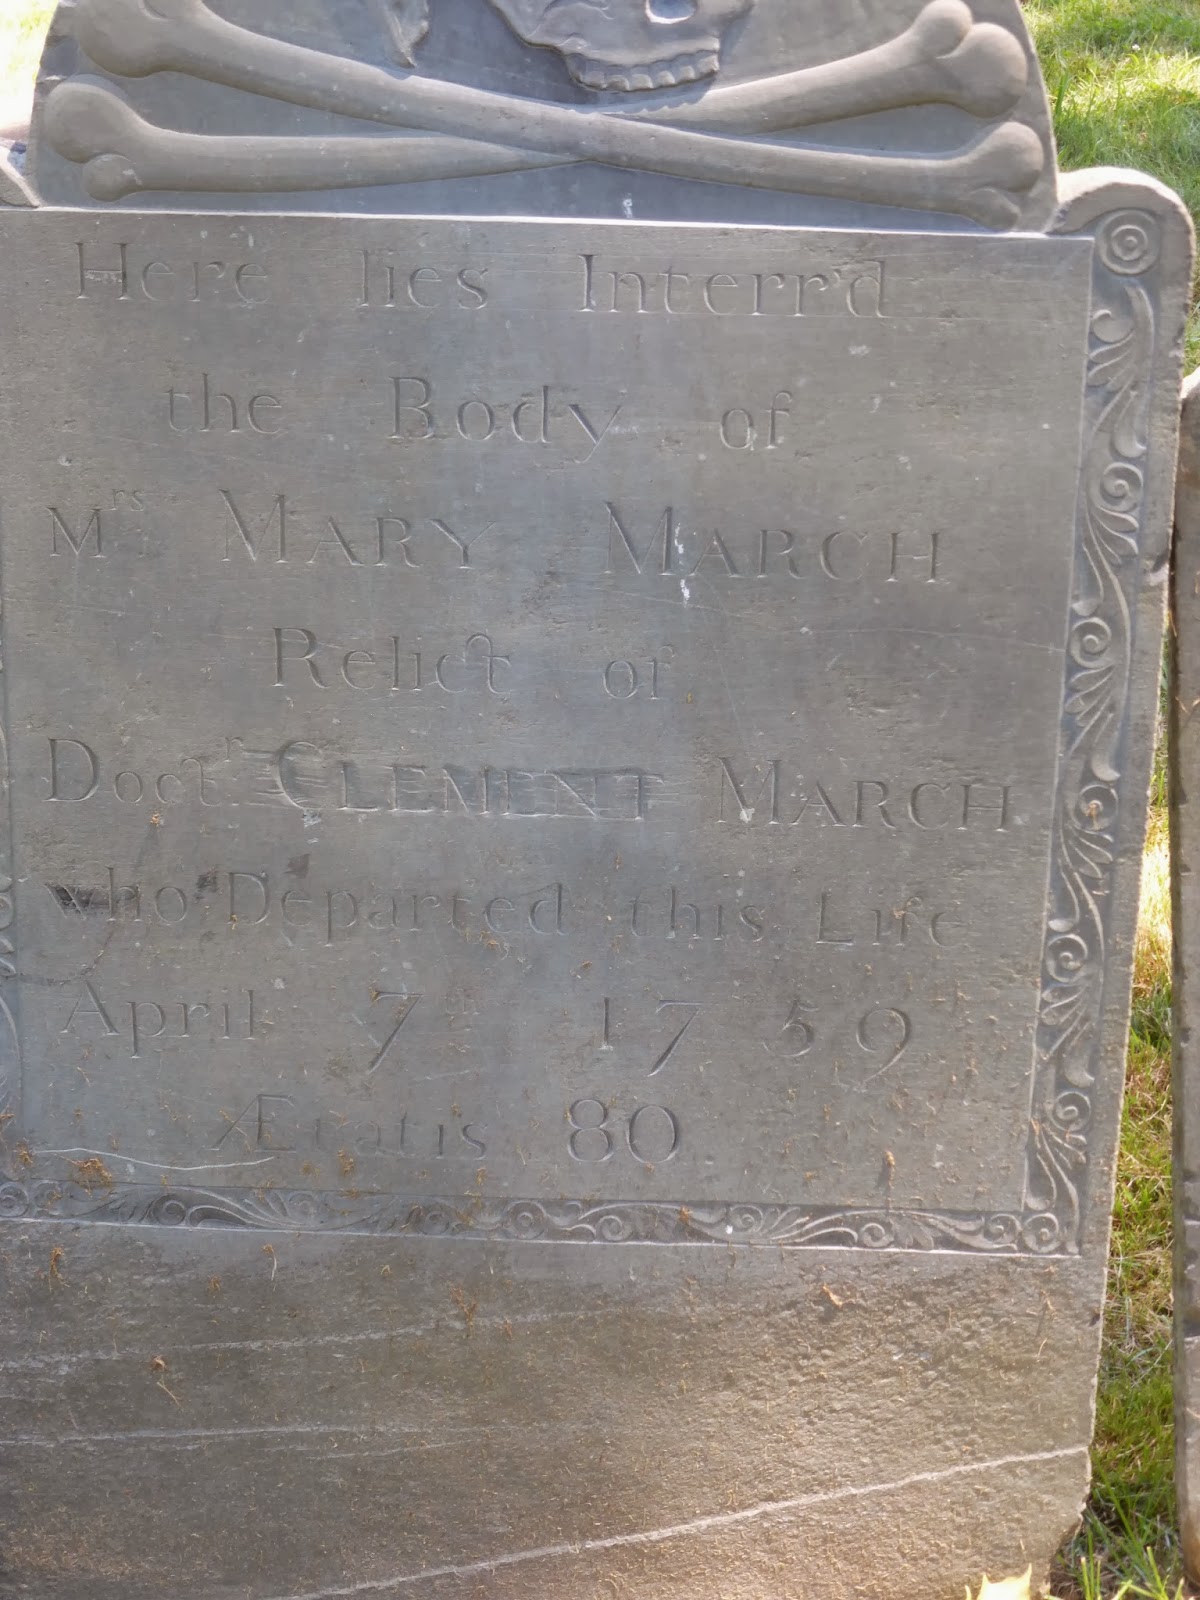 Here lies Interr'd
the Body of
Mrs MARY MARCH
Relict of
Doctr. CLEMENT MARCH
who Departed this Life
April 7th 1759
Ætatis 80.